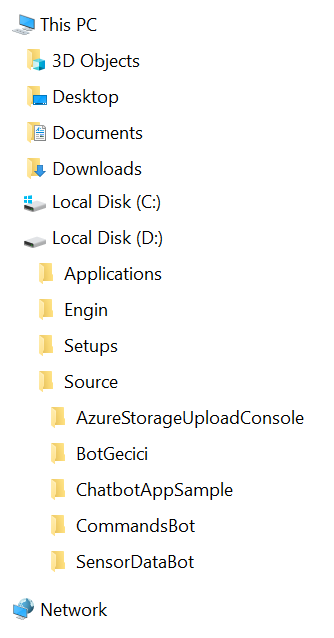 This PC
3D Objects
Desktop
Documents
Downloads
Local Disk (C:)
Local Disk (D:)
Applications
Engin
Setups
Source
AzureStorageUploadConsole
BotGecici
ChatbotAppSample
CommandsBot
SensorDataBot
Network